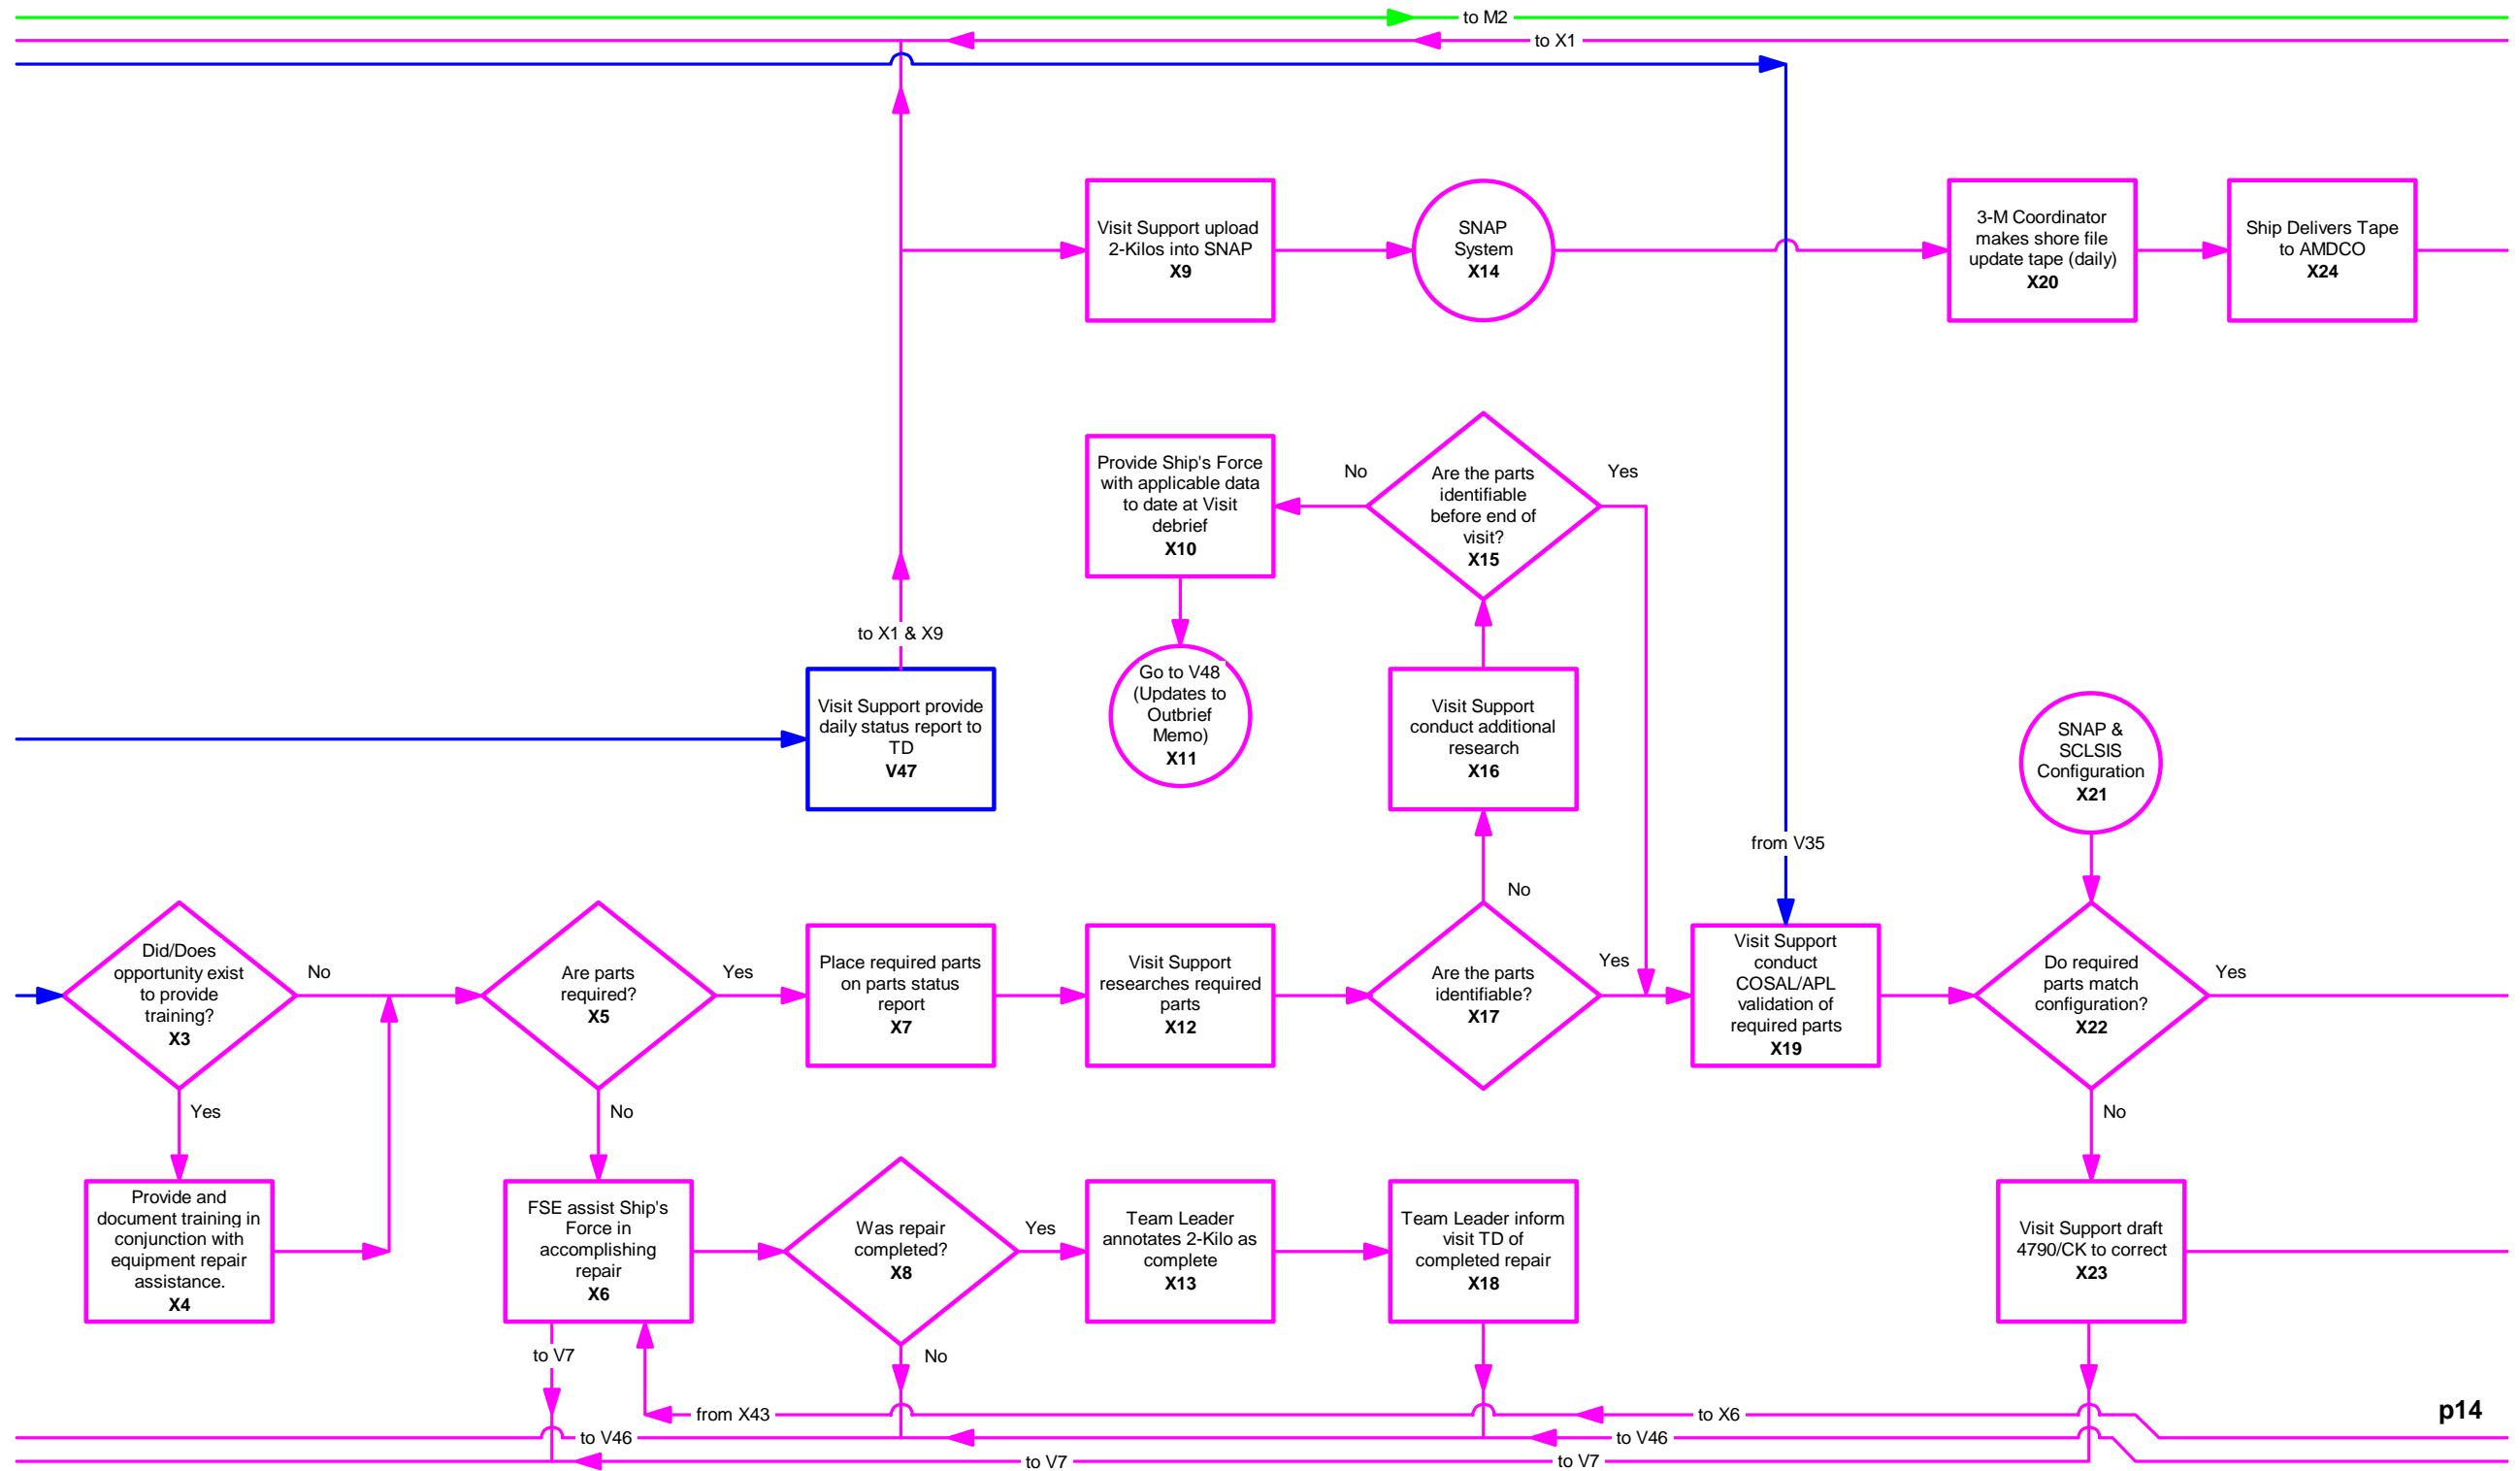 to M2
to X1
Visit Support upload
2-Kilos into SNAP
X9
SNAP
System
X14
3-M Coordinator
makes shore file
update tape (daily)
X20
Ship Delivers Tape
to AMDCO
X24
Provide Ship's Force
with applicable data
to date at Visit
debrief
X10
No
Are the parts
identifiable
before end of
visit?
X15
Yes
to X1 & X9
Visit Support provide
daily status report to
TD
V47
Go to V48
(Updates to
Outbrief
Memo)
X11
Visit Support
conduct additional
research
X16
SNAP &
SCLSIS
Configuration
X21
from V35
No
Did/Does
opportunity exist
to provide
training?
X3
No
Are parts
required?
X5
Yes
Place required parts
on parts status
report
X7
Visit Support
researches required
parts
X12
Are the parts
identifiable?
X17
Yes
Visit Support
conduct
COSAL/APL
validation of
required parts
X19
Do required
parts match
configuration?
X22
Yes
Yes
No
No
Provide and
document training in
conjunction with
equipment repair
assistance.
X4
FSE assist Ship's
Force in
accomplishing
repair
X6
Was repair
completed?
X8
Yes
Team Leader
annotates 2-Kilo as
complete
X13
Team Leader inform
visit TD of
completed repair
X18
Visit Support draft
4790/CK to correct
X23
to V7
No
from X43
to X6
p14
to V46
to V46
to V7
to V7